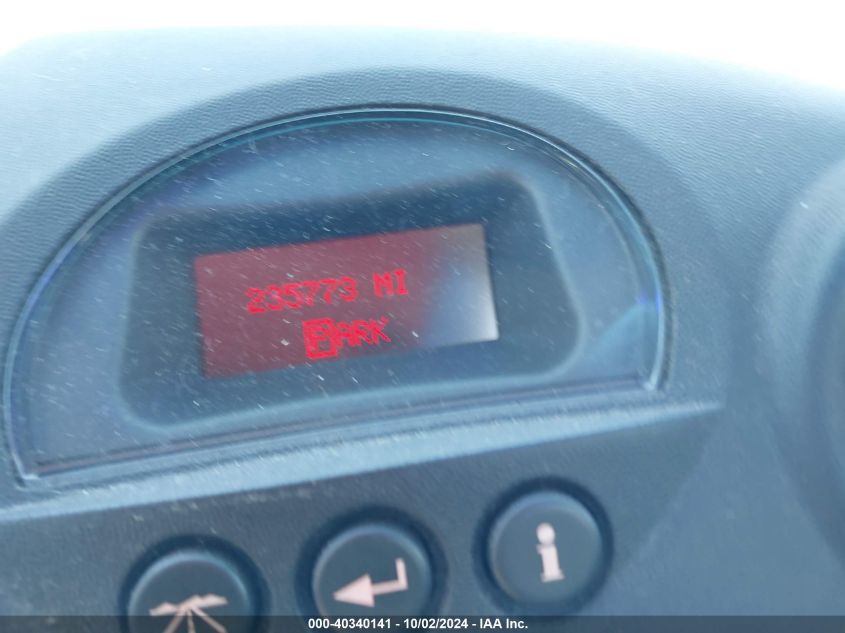 235773 MI
PARK
i
000-40340141 - 10/02/2024 - IAA Inc.